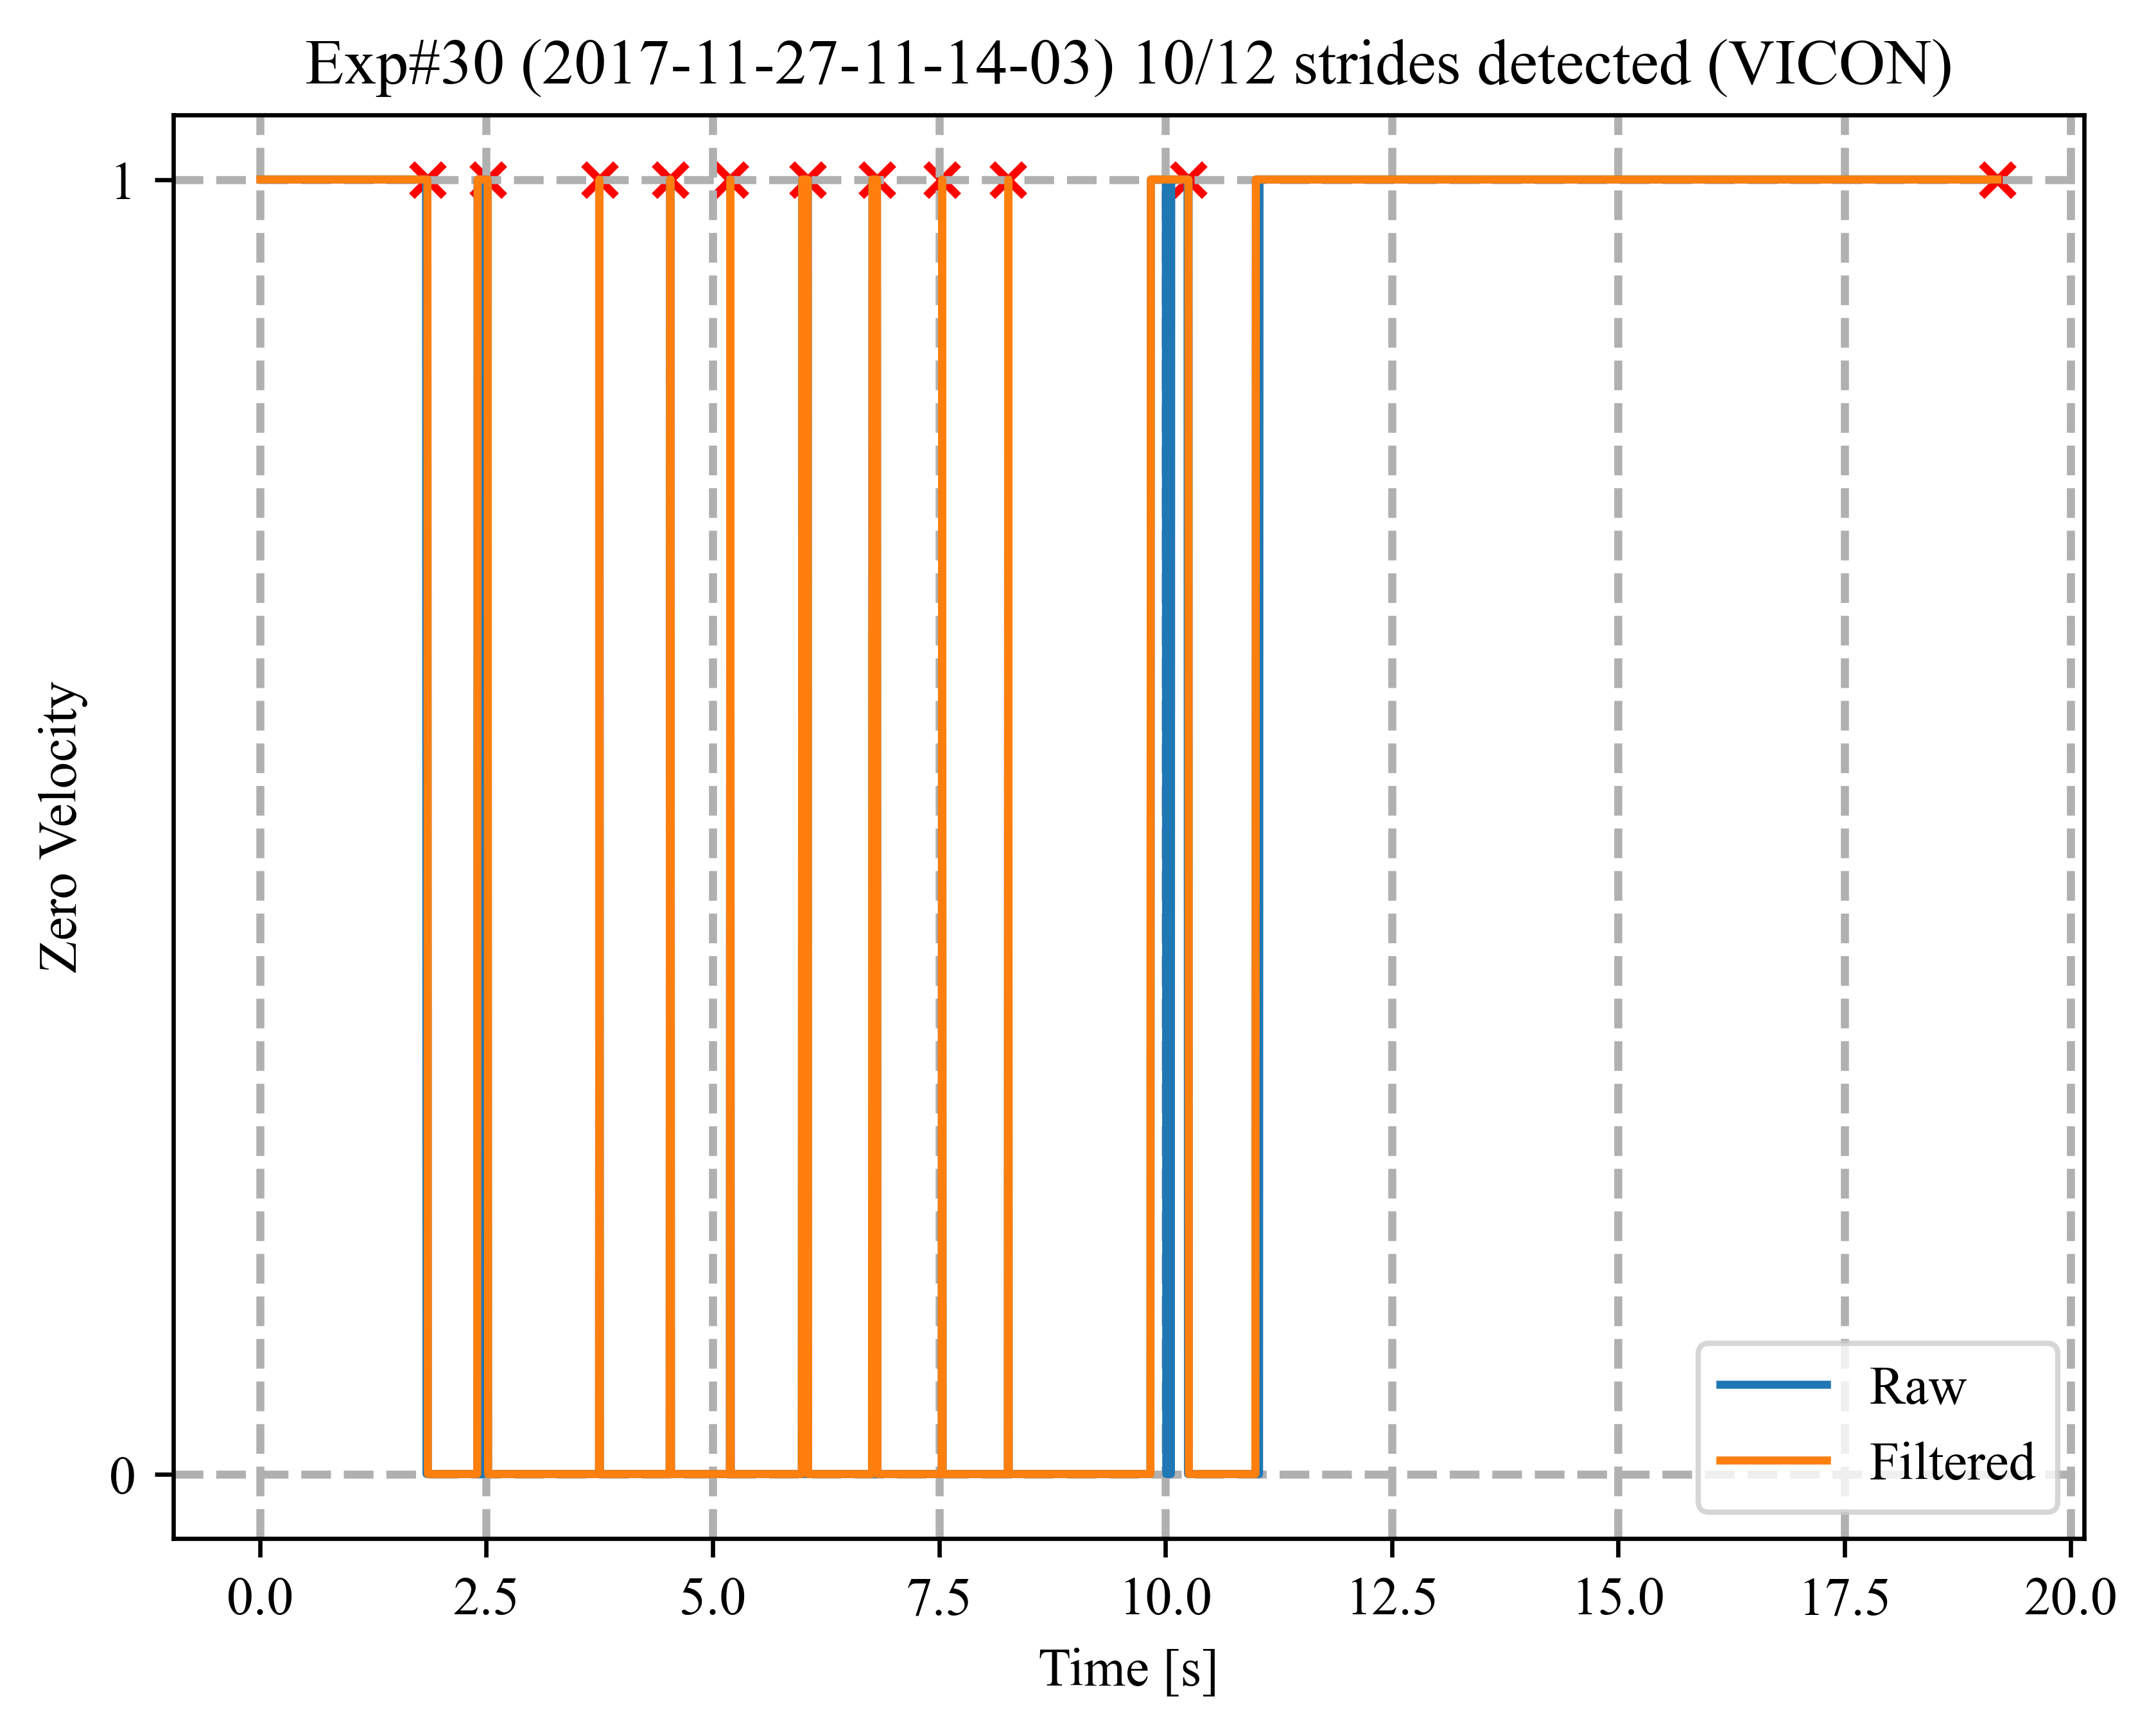 Exp#30 (2017-11-27-11-14-03) 10/12 strides detected (VICON)
1
Zero Velocity
0
Raw
Filtered
0.0 2.5 5.0 7.5 10.0 12.5 15.0 17.5 20.0
Time [s]